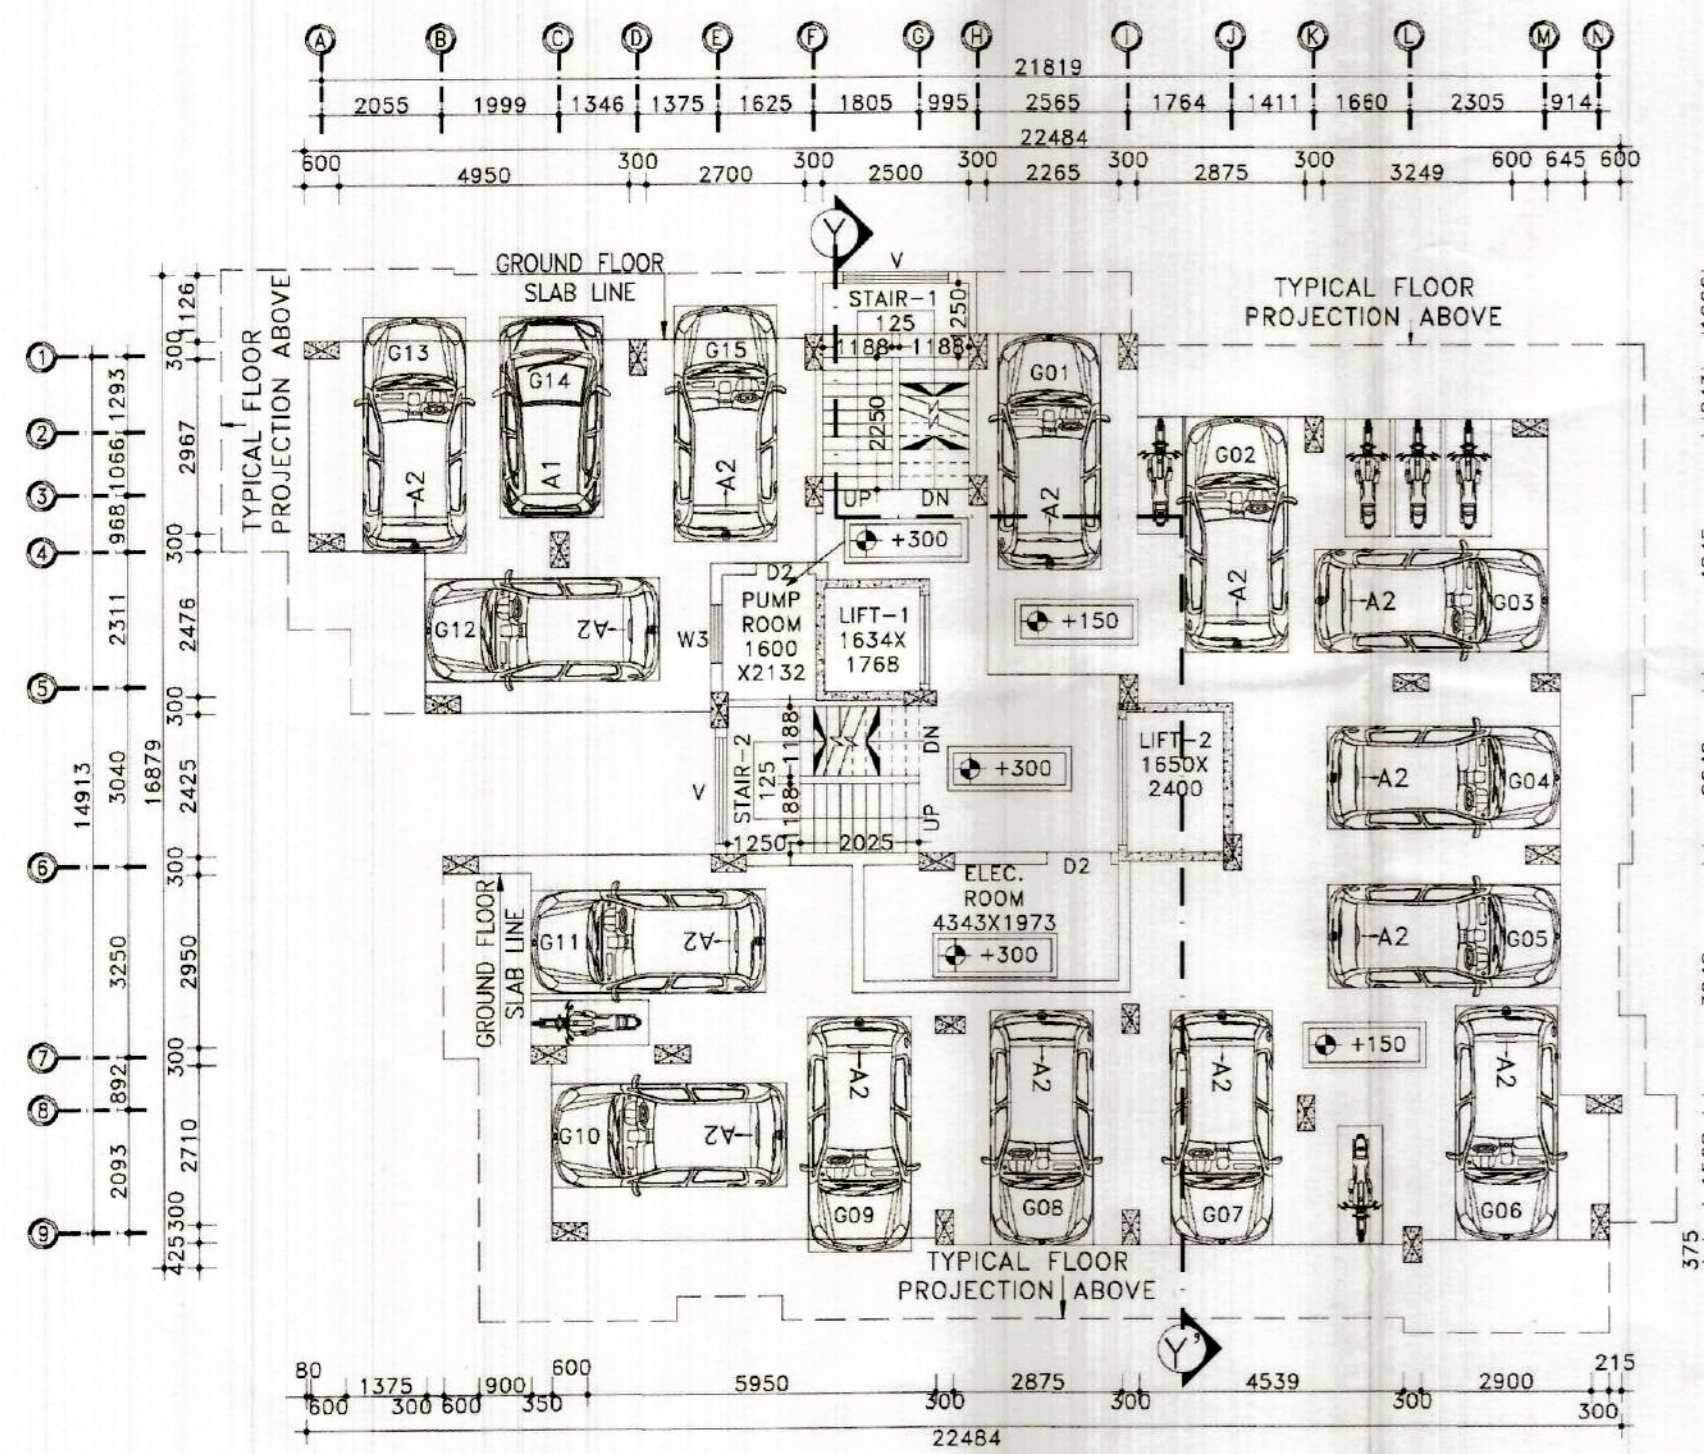 A B C D E F G H I J K L M N
21819
2055 1999 1346 1375 1625 1805 995 2565 1764 1411 1660 2305 914
22484
600 300 300 300 300 300 600 645 600
4950 2700 2500 2265 2875 3249
Y
GROUND FLOOR
SLAB LINE
V
STAIR-1
125
250
1188 1188
2250
UP DN
TYPICAL FLOOR
PROJECTION ABOVE
TYPICAL FLOOR
PROJECTION ABOVE
1126
300
2967
300
2476
300
2425
300
2950
300
2710
300
425
16879
1 2 3 4 5 6 7 8 9
1293
1066
968
2311
3040
3250
892
2093
14913
G13 A2
G14 A1
G15 A2
G01 A2
G02 A2
+300
D2
PUMP
ROOM
1600
X2132
W3
LIFT-1
1634X
1768
+150
G12 A2
A2 G03
STAIR-2
125
1188
1188
DN
UP
V
1250 2025
+300
LIFT-2
1650X
2400
A2 G04
D2
ELEC.
ROOM
4343X1973
+300
GROUND FLOOR
SLAB LINE
G11 A2
A2 G05
+150
G10 A2
A2 G09
A2 G08
A2 G07
A2 G06
TYPICAL FLOOR
PROJECTION ABOVE
375
Y'
80 600 215
1375 900 5950 2875 4539 2900
600 300 600 350 300 300 300 300
22484